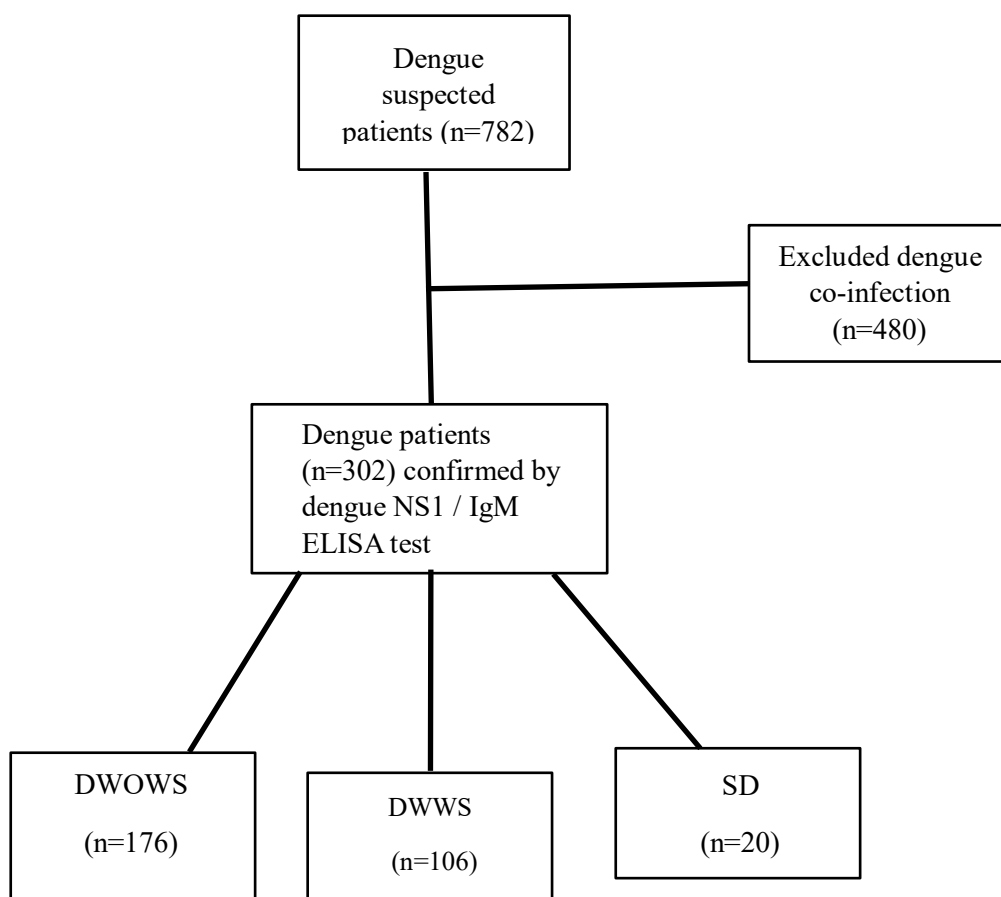 Dengue
suspected
patients (n=782)
Excluded dengue
co-infection
(n=480)
Dengue patients
(n=302) confirmed by
dengue NS1 / IgM
ELISA test
DWOWS
(n=176)
DWWS
(n=106)
SD
(n=20)